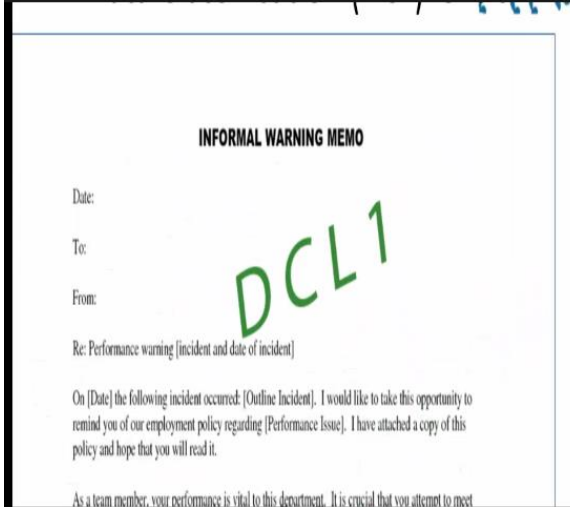 INFORMAL WARNING MEMO
Date:
To:
DCL1
From:
Re: Performance warning [incident and date of incident]
On [Date] the following incident occurred: [Outline Incident]. I would like to take this opportunity to
remind you of our employment policy regarding [Performance Issue]. I have attached a copy of this
policy and hope that you will read it.
As a team member, your performance is vital to this department. It is crucial that you attempt to meet